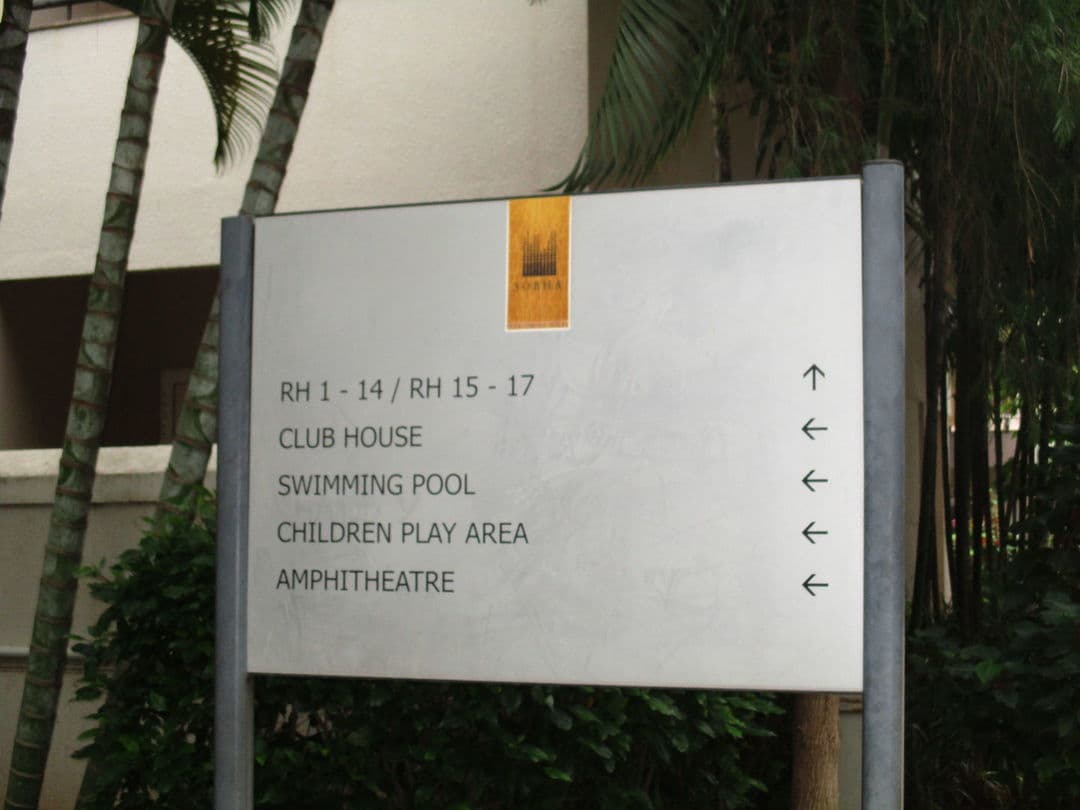 SOBHA
RH 1 - 14 / RH 15 - 17 ↑
CLUB HOUSE ←
SWIMMING POOL ←
CHILDREN PLAY AREA ←
AMPHITHEATRE ←